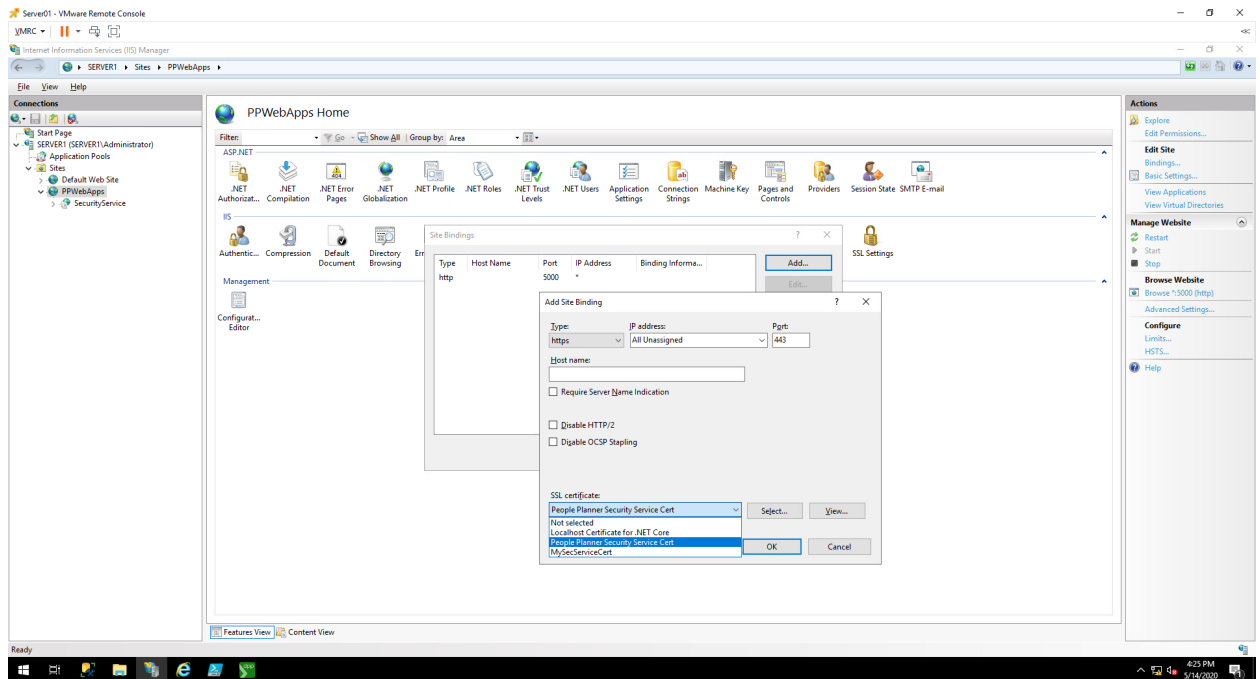 Server01 - VMware Remote Console
VMRC
Internet Information Services (IIS) Manager
SERVER1 Sites PPWebApps
File View Help
Connections
Start Page
SERVER1 (SERVER1\Administrator)
Application Pools
Sites
Default Web Site
PPWebApps
SecurityService
PPWebApps Home
Filter: Go Show All Group by: Area
ASP.NET
.NET Authorizat...
.NET Compilation
.NET Error Pages
.NET Globalization
.NET Profile
.NET Roles
.NET Trust Levels
.NET Users
Application Settings
Connection Strings
Machine Key
Pages and Controls
Providers
Session State
SMTP E-mail
IIS
Authentic...
Compression
Default Document
Directory Browsing
Err
SSL Settings
Management
Configurat... Editor
Site Bindings
Type Host Name Port IP Address Binding Informa...
http 5000 *
Add...
Edit...
Add Site Binding
Type: IP address: Port:
https All Unassigned 443
Host name:
Require Server Name Indication
Disable HTTP/2
Disable OCSP Stapling
SSL certificate:
People Planner Security Service Cert Select... View...
Not selected
Localhost Certificate for .NET Core
People Planner Security Service Cert
MySecServiceCert
OK Cancel
Actions
Explore
Edit Permissions...
Edit Site
Bindings...
Basic Settings...
View Applications
View Virtual Directories
Manage Website
Restart
Start
Stop
Browse Website
Browse *:5000 (http)
Advanced Settings...
Configure
Limits...
HSTS...
Help
Features View Content View
Ready
4:25 PM
5/14/2020